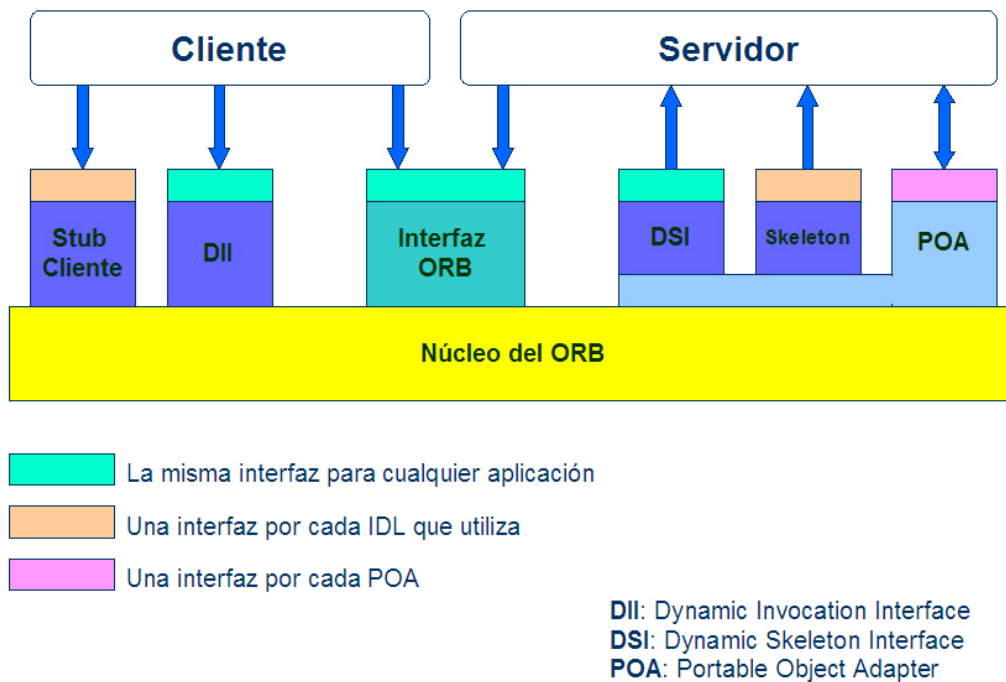 Cliente
Servidor
Stub
Cliente
DII
Interfaz
ORB
DSI
Skeleton
POA
Núcleo del ORB
La misma interfaz para cualquier aplicación
Una interfaz por cada IDL que utiliza
Una interfaz por cada POA
DII: Dynamic Invocation Interface
DSI: Dynamic Skeleton Interface
POA: Portable Object Adapter